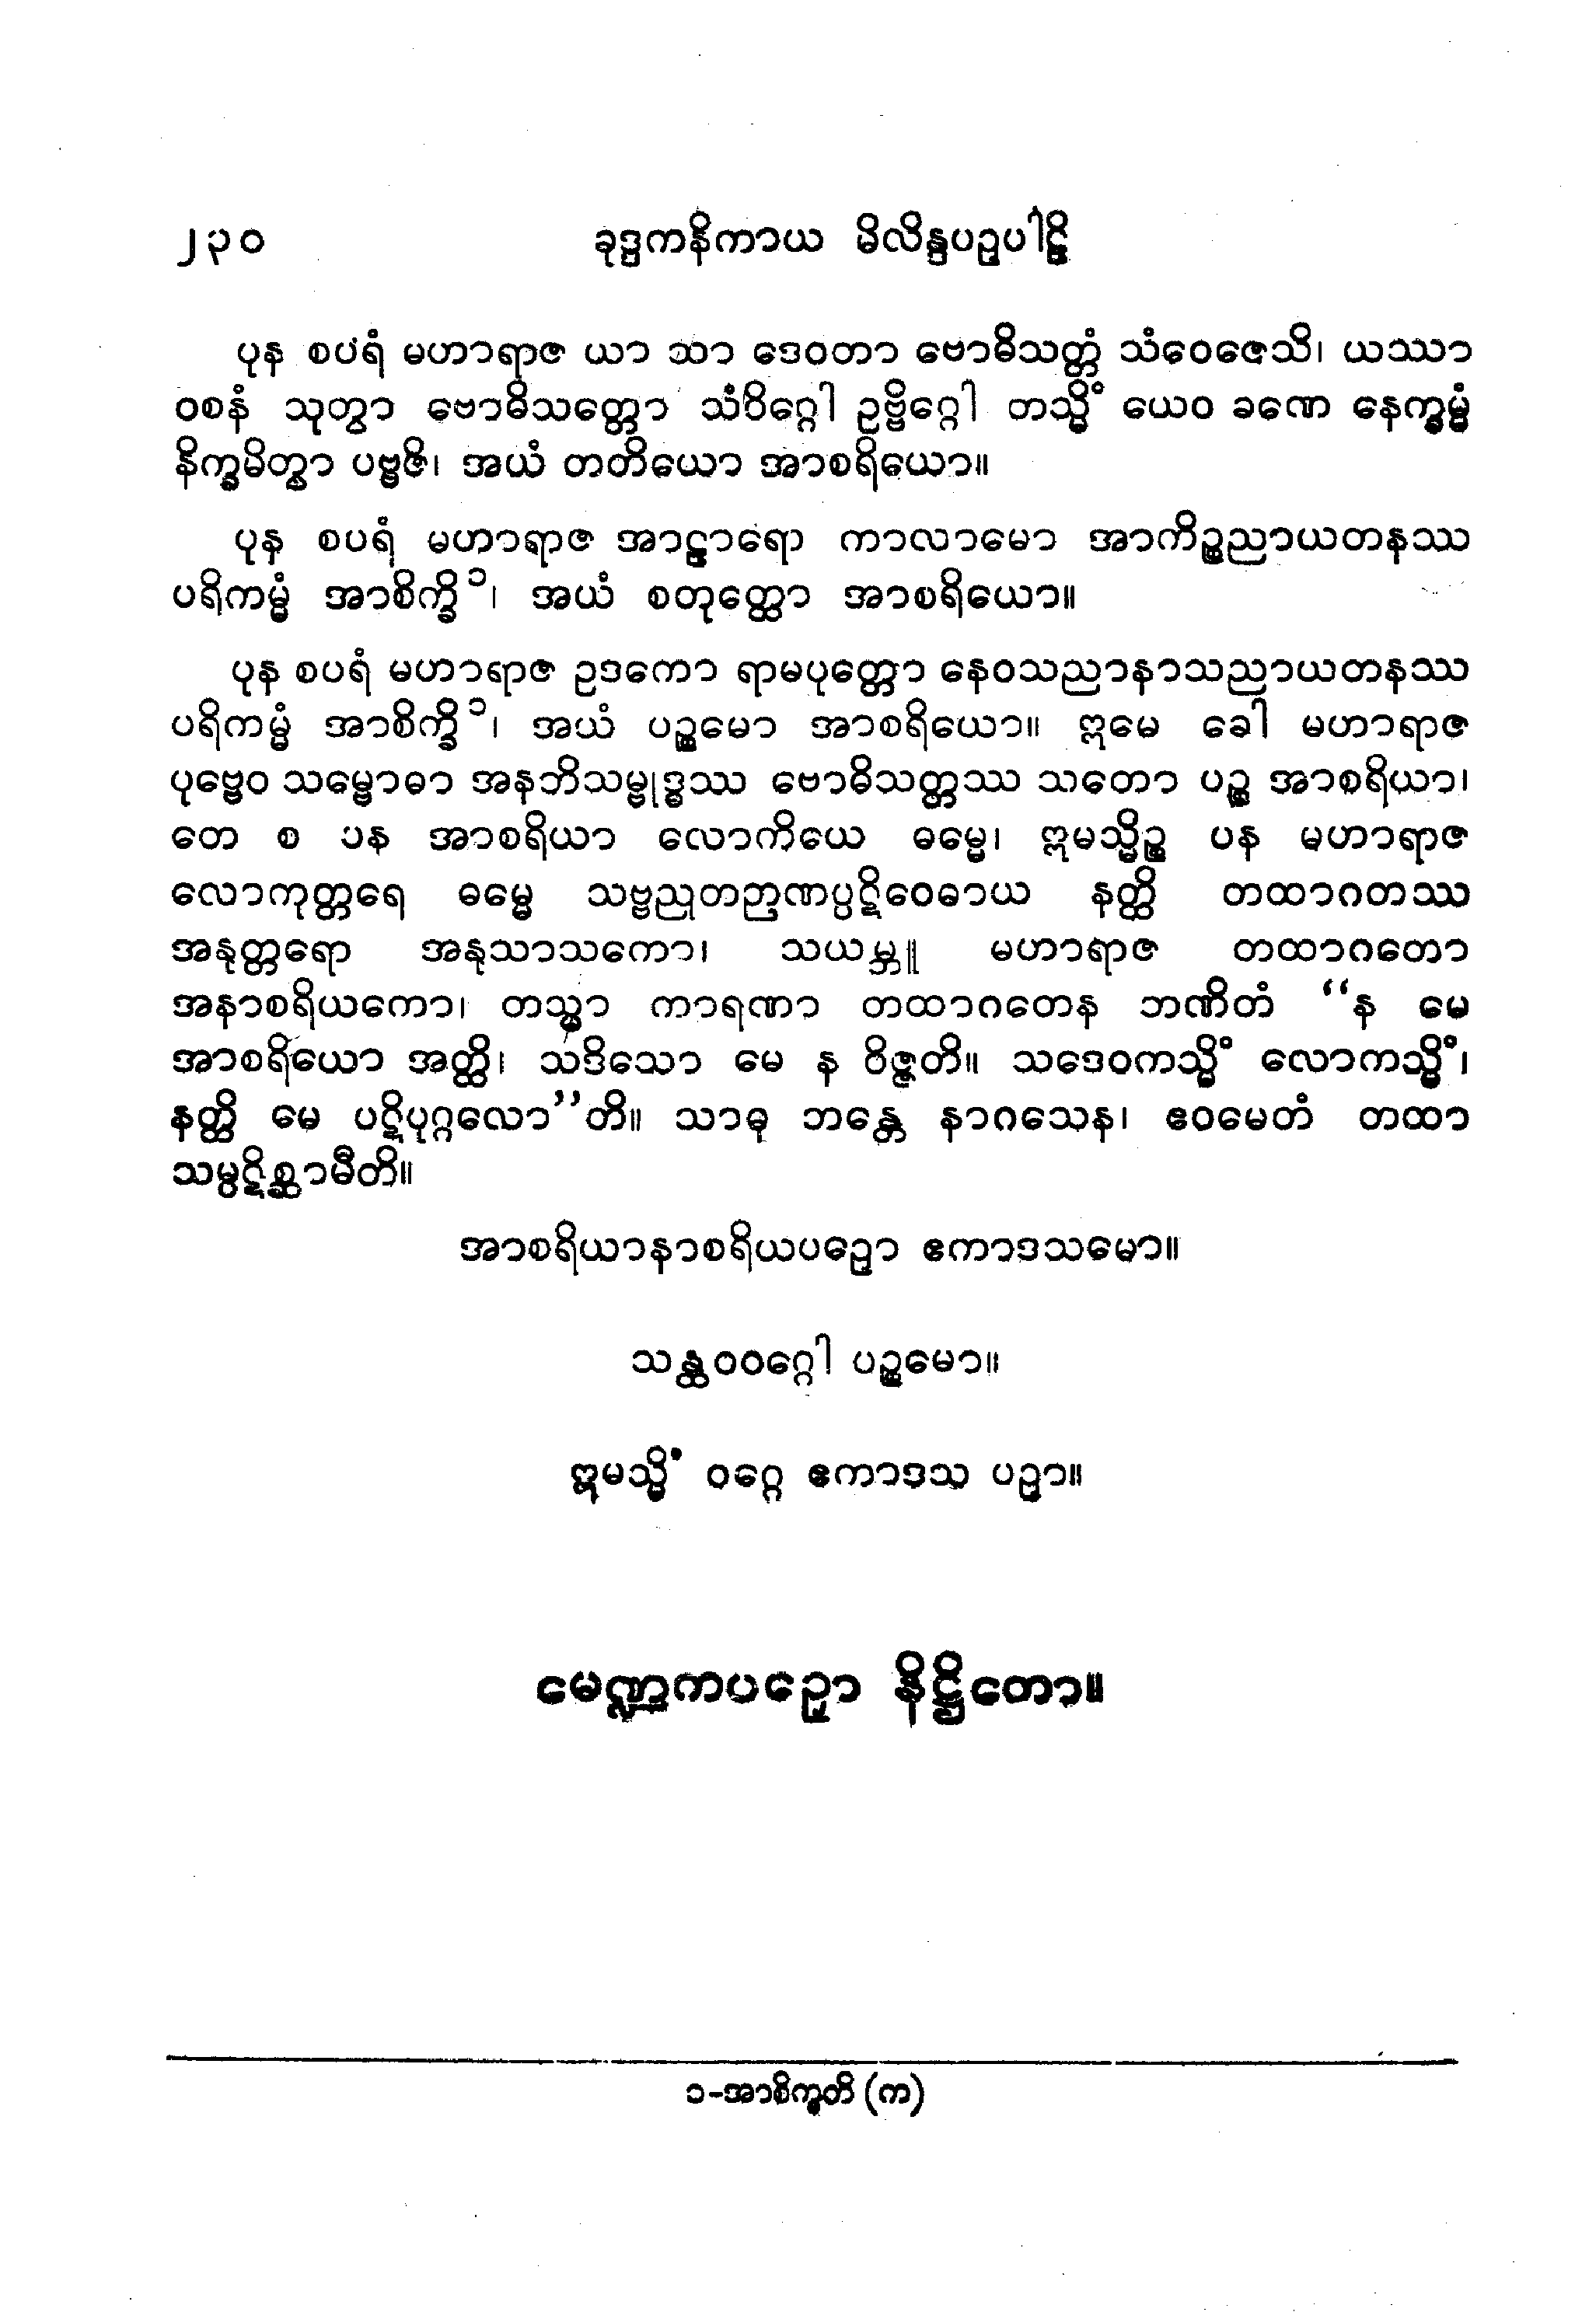 ၂၃၀ ခုဒ္ဒကနိကာယ မိလိန္ဒပဉှပါဠိ
ပုန စပရံ မဟာရာဇ ယာ သာ ဒေဝတာ ဗောဓိသတ္တံ သံဝေဇေသိ၊ ယဿာ
ဝစနံ သုတွာ ဗောဓိသတ္တော သံဝိဂ္ဂေါ ဥဗ္ဗိဂ္ဂေါ တသ္မိံ ယေဝ ခဏေ နေက္ခမ္မံ
နိက္ခမိတွာ ပဗ္ဗဇိ၊ အယံ တတိယော အာစရိယော။
ပုန စပရံ မဟာရာဇ အာဠာရော ကာလာမော အာကိဉ္စညာယတနဿ
ပရိကမ္မံ အာစိက္ခိ ၁၊ အယံ စတုတ္ထော အာစရိယော။
ပုန စပရံ မဟာရာဇ ဥဒကော ရာမပုတ္တော နေဝသညာနာသညာယတနဿ
ပရိကမ္မံ အာစိက္ခိ ၁၊ အယံ ပဉ္စမော အာစရိယော။ ဣမေ ခေါ မဟာရာဇ
ပုဗ္ဗေဝ သမ္ဗောဓာ အနဘိသမ္ဗုဒ္ဓဿ ဗောဓိသတ္တဿ သတော ပဉ္စ အာစရိယာ၊
တေ စ ပန အာစရိယာ လောကိယေ ဓမ္မေ၊ ဣမသ္မိဉ္စ ပန မဟာရာဇ
လောကုတ္တရေ ဓမ္မေ သဗ္ဗညုတဉာဏပ္ပဋိဝေဓာယ နတ္ထိ တထာဂတဿ
အနုတ္တရော အနုသာသကော၊ သယမ္ဘူ မဟာရာဇ တထာဂတော
အနာစရိယကော၊ တသ္မာ ကာရဏာ တထာဂတေန ဘဏိတံ “န မေ
အာစရိယော အတ္ထိ၊ သဒိသော မေ န ဝိဇ္ဇတိ။ သဒေဝကသ္မိံ လောကသ္မိံ၊
နတ္ထိ မေ ပဋိပုဂ္ဂလော”တိ။ သာဓု ဘန္တေ နာဂသေန၊ ဧဝမေတံ တထာ
သမ္ပဋိစ္ဆာမီတိ။
အာစရိယာနာစရိယပဉှော ဧကာဒသမော။
သန္ထဝဝဂ္ဂေါ ပဉ္စမော။
ဣမသ္မိံ ဝဂ္ဂေ ဧကာဒသ ပဉှာ။
မေဏ္ဍကပဉှော နိဋ္ဌိတော။
၁-အာစိက္ခတိ (က)